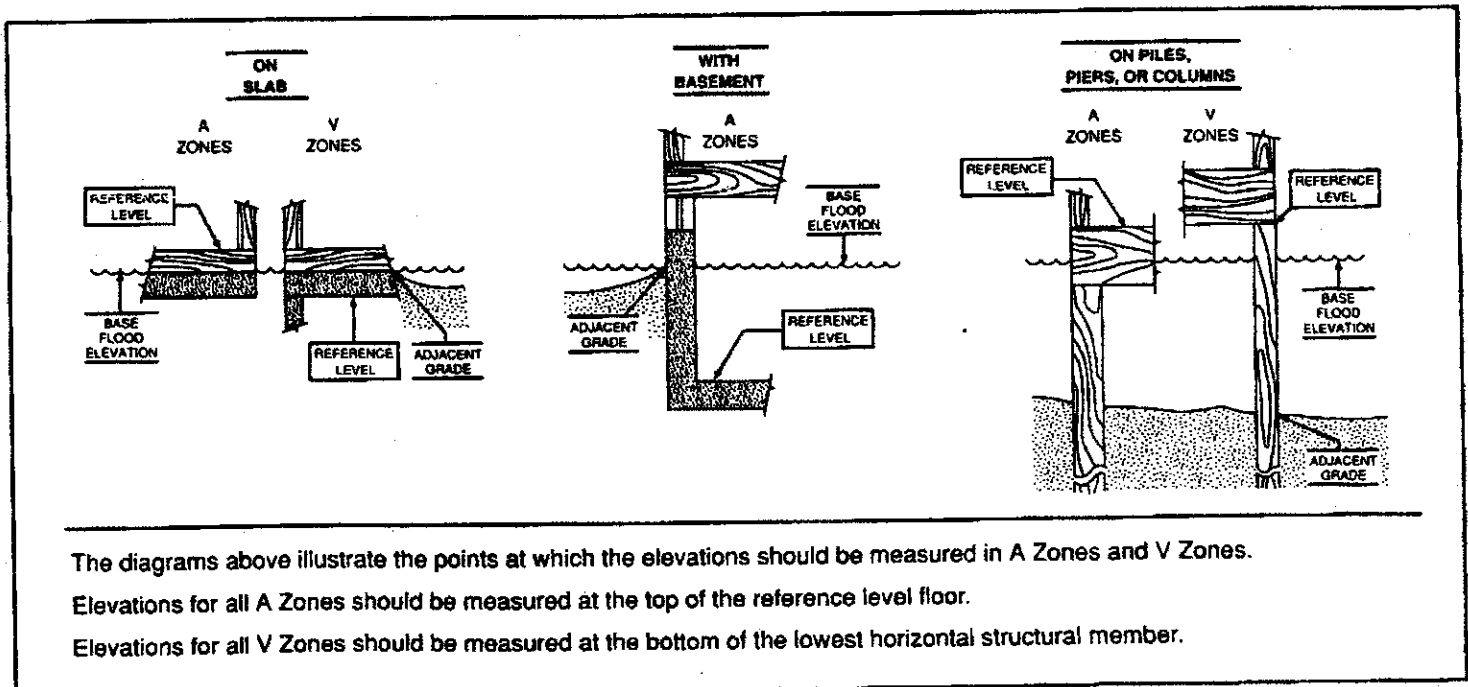 ON
SLAB
A
ZONES
V
ZONES
REFERENCE
LEVEL
BASE
FLOOD
ELEVATION
REFERENCE
LEVEL
ADJACENT
GRADE
WITH
BASEMENT
A
ZONES
BASE
FLOOD
ELEVATION
ADJACENT
GRADE
REFERENCE
LEVEL
ON PILES,
PIERS, OR COLUMNS
A
ZONES
V
ZONES
REFERENCE
LEVEL
REFERENCE
LEVEL
BASE
FLOOD
ELEVATION
ADJACENT
GRADE
The diagrams above illustrate the points at which the elevations should be measured in A Zones and V Zones.
Elevations for all A Zones should be measured at the top of the reference level floor.
Elevations for all V Zones should be measured at the bottom of the lowest horizontal structural member.